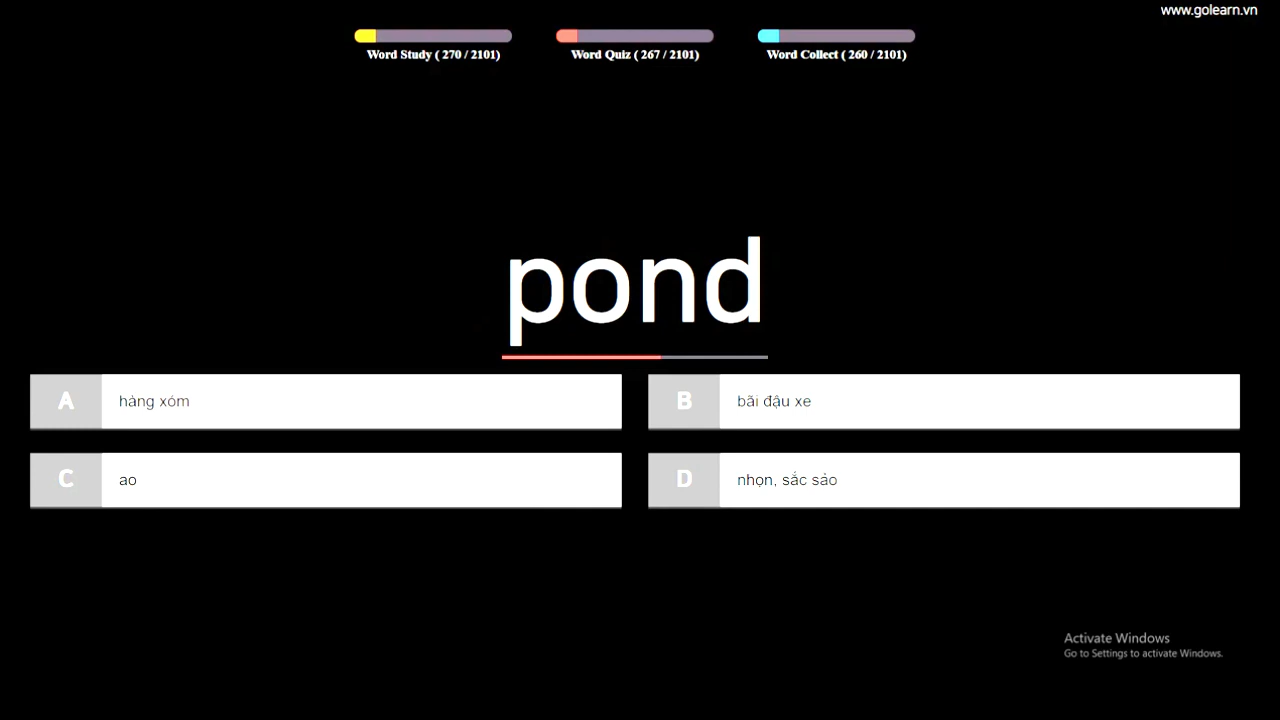 www.golearn.vn
Word Study ( 270 / 2101)
Word Quiz ( 267 / 2101)
Word Collect ( 260 / 2101)
pond
A hàng xóm
B bãi đậu xe
C ao
D nhọn, sắc sảo
Activate Windows
Go to Settings to activate Windows.